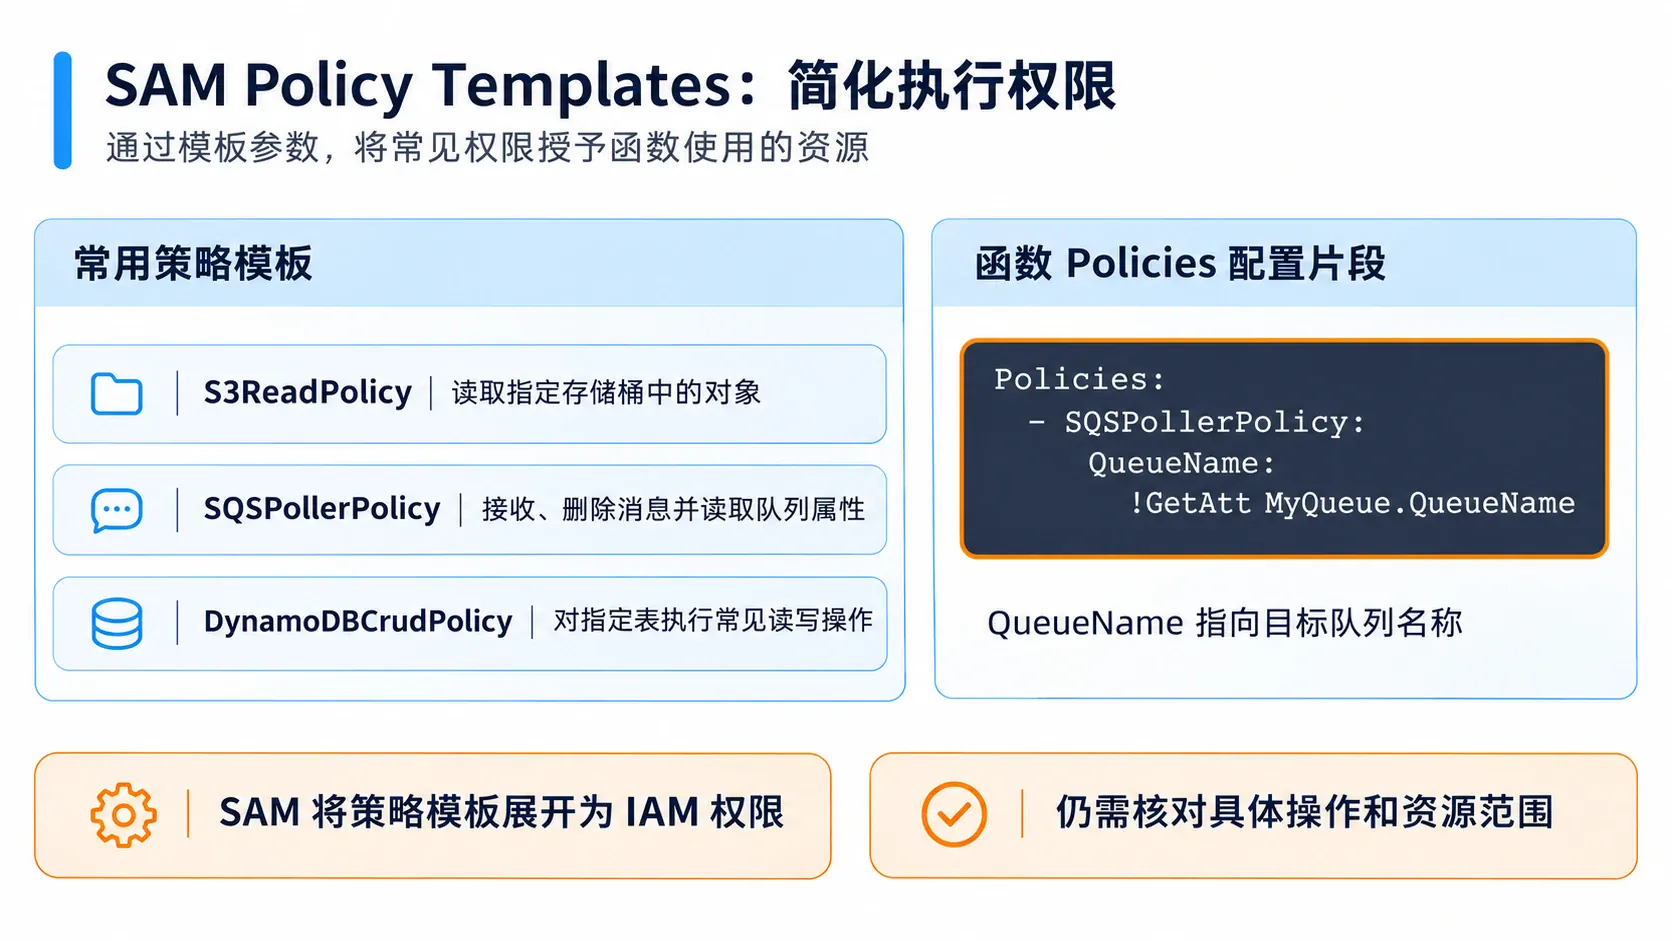 SAM Policy Templates：简化执行权限
通过模板参数，将常见权限授予函数使用的资源
常用策略模板
S3ReadPolicy | 读取指定存储桶中的对象
SQSPollerPolicy | 接收、删除消息并读取队列属性
DynamoDBCrudPolicy | 对指定表执行常见读写操作
函数 Policies 配置片段
Policies:
  - SQSPollerPolicy:
      QueueName:
        !GetAtt MyQueue.QueueName
QueueName 指向目标队列名称
SAM 将策略模板展开为 IAM 权限
仍需核对具体操作和资源范围